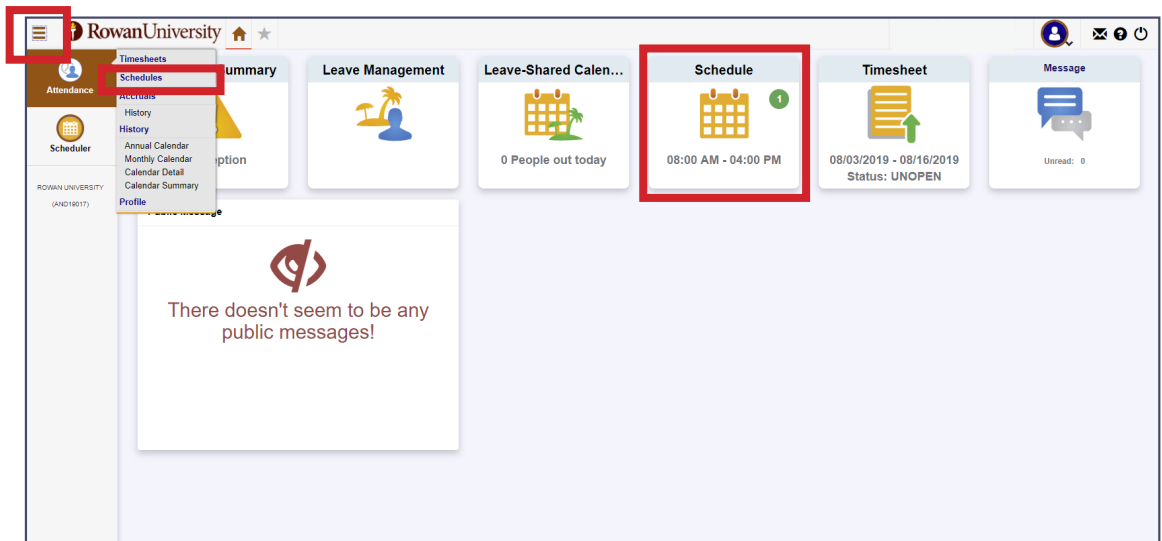 RowanUniversity
Attendance
Scheduler
ROWAN UNIVERSITY
(AND19017)
Timesheets
Schedules
Accruals
History
History
Annual Calendar
Monthly Calendar
Calendar Detail
Calendar Summary
Profile
ummary
ption
Leave Management
Leave-Shared Calen...
0 People out today
Schedule
1
08:00 AM - 04:00 PM
Timesheet
08/03/2019 - 08/16/2019
Status: UNOPEN
Message
Unread: 0
Public Message
There doesn't seem to be any
public messages!